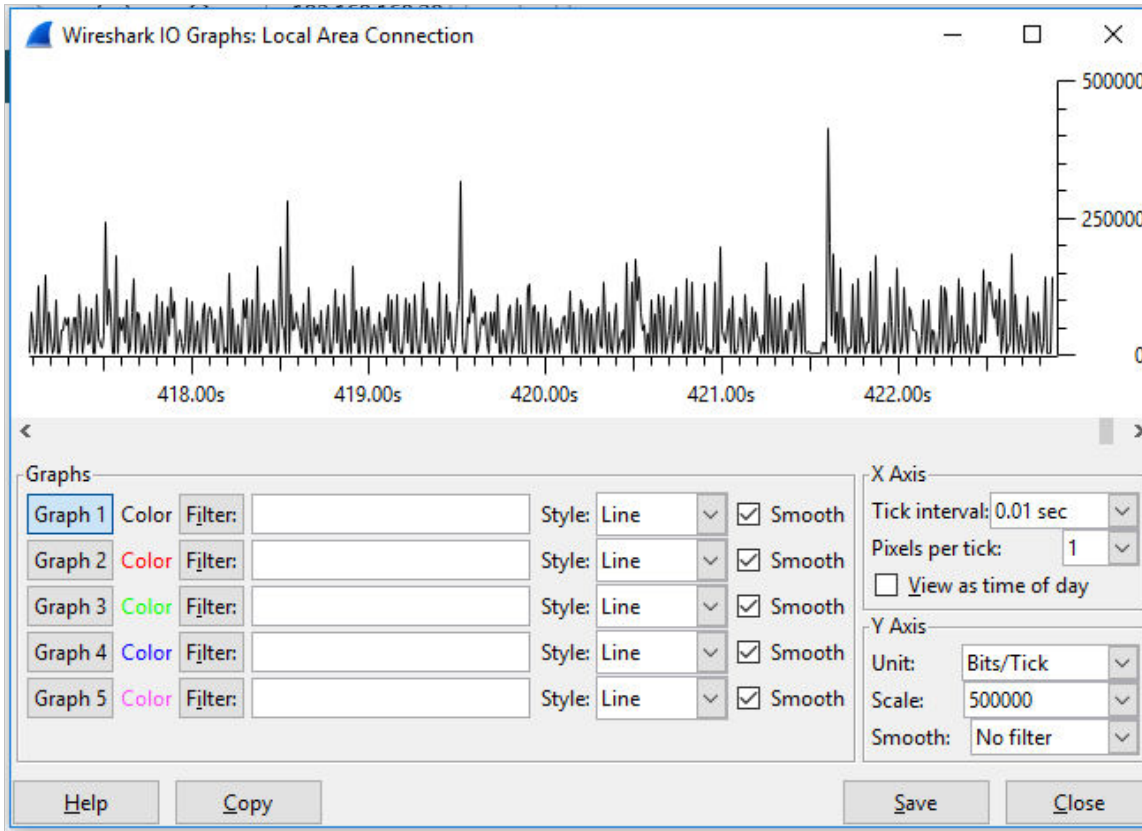 Wireshark IO Graphs: Local Area Connection
500000
250000
0
418.00s 419.00s 420.00s 421.00s 422.00s
Graphs
Graph 1 Color Filter: Style: Line Smooth
Graph 2 Color Filter: Style: Line Smooth
Graph 3 Color Filter: Style: Line Smooth
Graph 4 Color Filter: Style: Line Smooth
Graph 5 Color Filter: Style: Line Smooth
X Axis
Tick interval: 0.01 sec
Pixels per tick: 1
View as time of day
Y Axis
Unit: Bits/Tick
Scale: 500000
Smooth: No filter
Help Copy Save Close